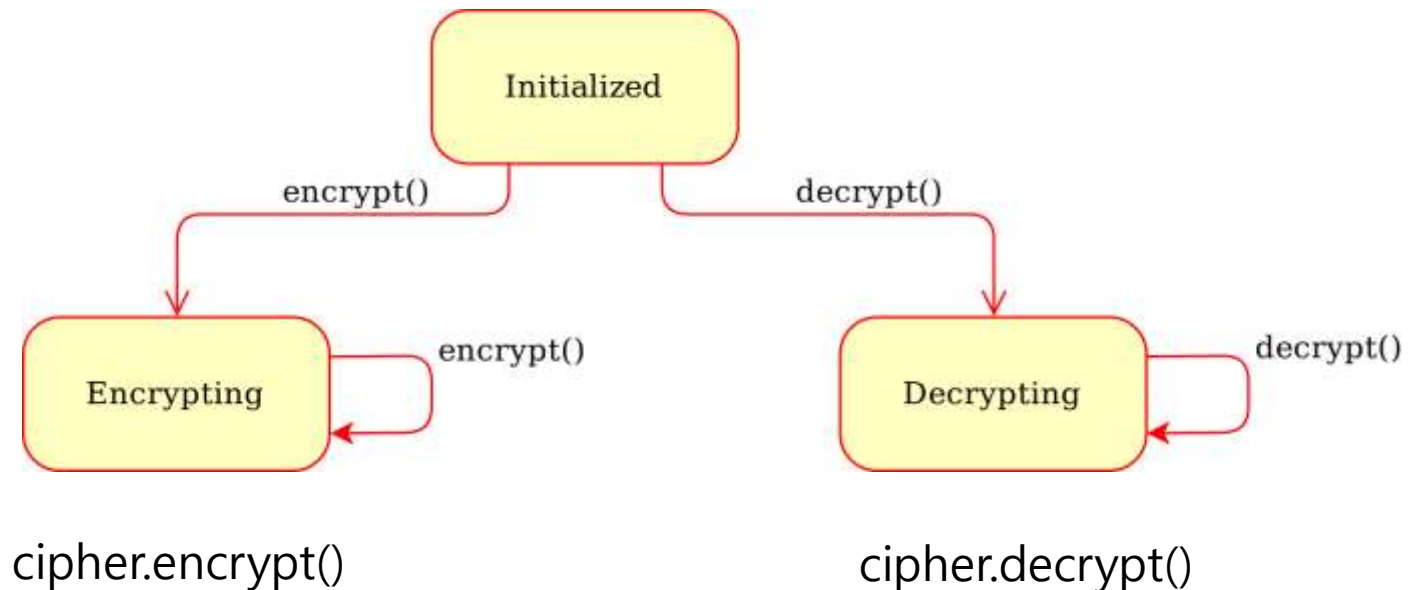 Initialized
encrypt()
decrypt()
encrypt()
decrypt()
Encrypting
Decrypting
cipher.encrypt()
cipher.decrypt()